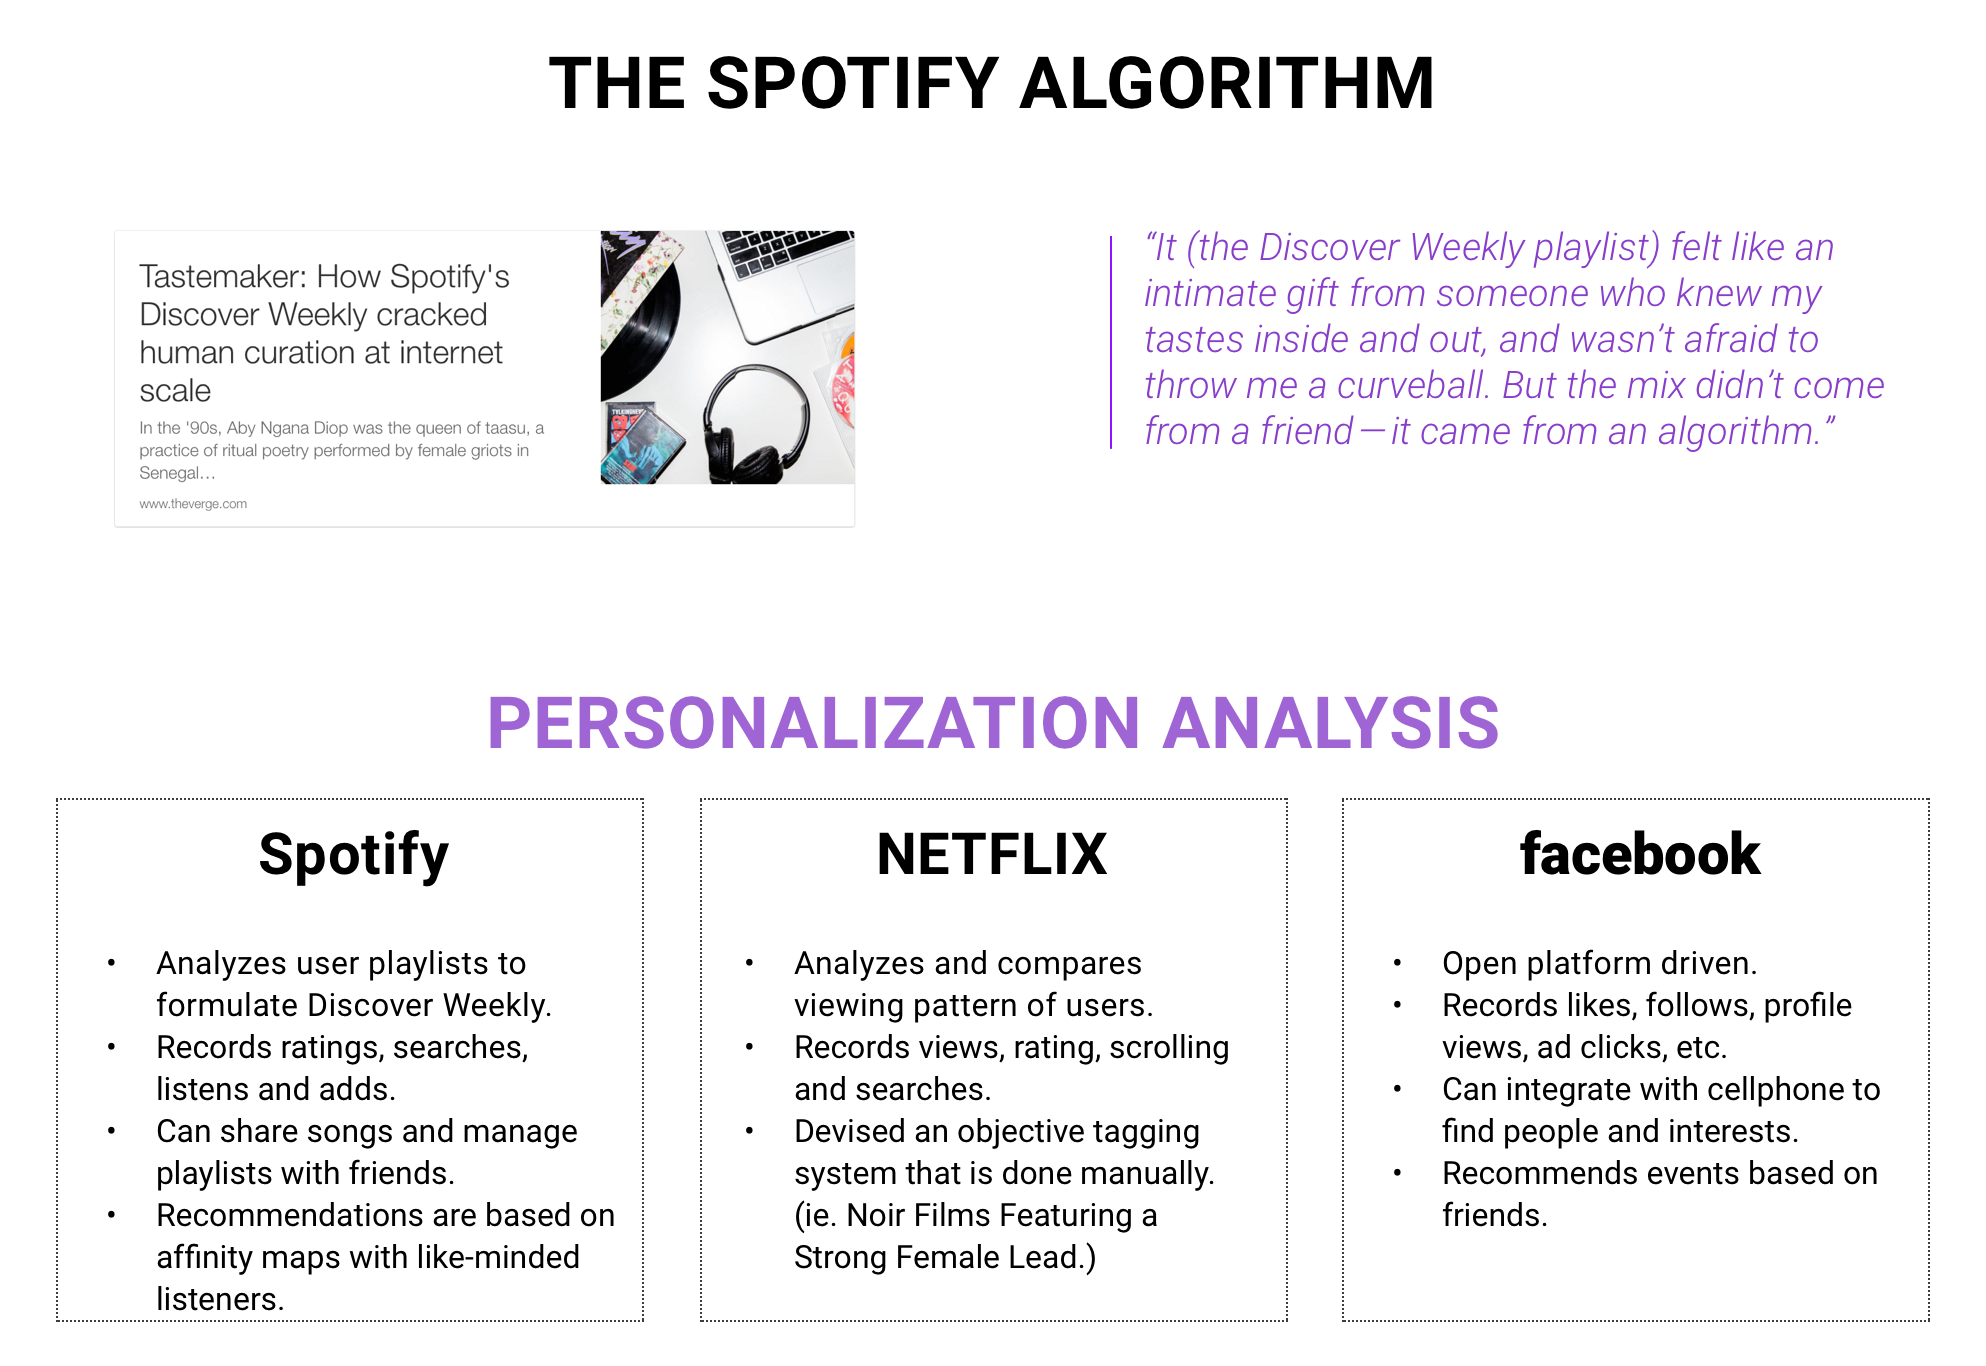 THE SPOTIFY ALGORITHM
Tastemaker: How Spotify's
Discover Weekly cracked
human curation at internet
scale
In the '90s, Aby Ngana Diop was the queen of taasu, a
practice of ritual poetry performed by female griots in
Senegal…
www.theverge.com
“It (the Discover Weekly playlist) felt like an
intimate gift from someone who knew my
tastes inside and out, and wasn’t afraid to
throw me a curveball. But the mix didn’t come
from a friend — it came from an algorithm.”
PERSONALIZATION ANALYSIS
Spotify
• Analyzes user playlists to
formulate Discover Weekly.
• Records ratings, searches,
listens and adds.
• Can share songs and manage
playlists with friends.
• Recommendations are based on
affinity maps with like-minded
listeners.
NETFLIX
• Analyzes and compares
viewing pattern of users.
• Records views, rating, scrolling
and searches.
• Devised an objective tagging
system that is done manually.
(ie. Noir Films Featuring a
Strong Female Lead.)
facebook
• Open platform driven.
• Records likes, follows, profile
views, ad clicks, etc.
• Can integrate with cellphone to
find people and interests.
• Recommends events based on
friends.